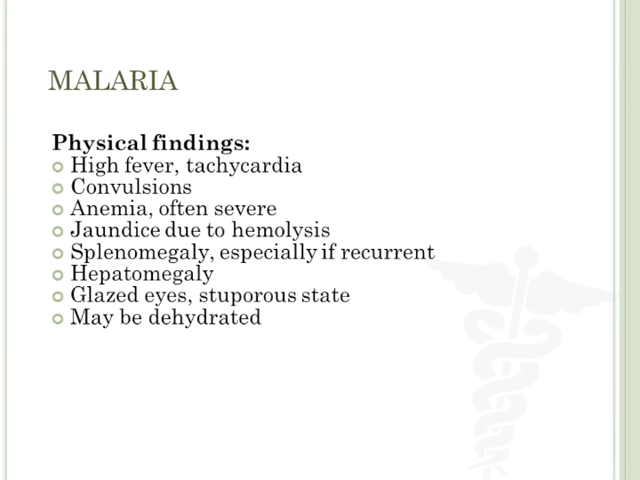 MALARIA
Physical findings:
High fever, tachycardia
Convulsions
Anemia, often severe
Jaundice due to hemolysis
Splenomegaly, especially if recurrent
Hepatomegaly
Glazed eyes, stuporous state
May be dehydrated